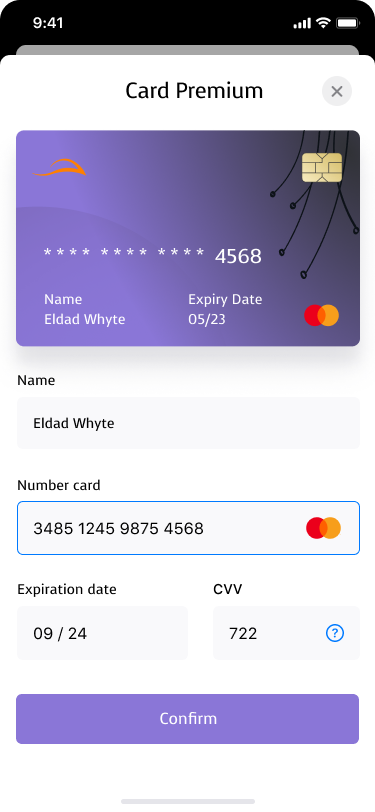 9:41
Card Premium
* * * * * * * * * * * * 4568
Name
Eldad Whyte
Expiry Date
05/23
Name
Eldad Whyte
Number card
3485 1245 9875 4568
Expiration date
CVV
09 / 24
722
?
Confirm